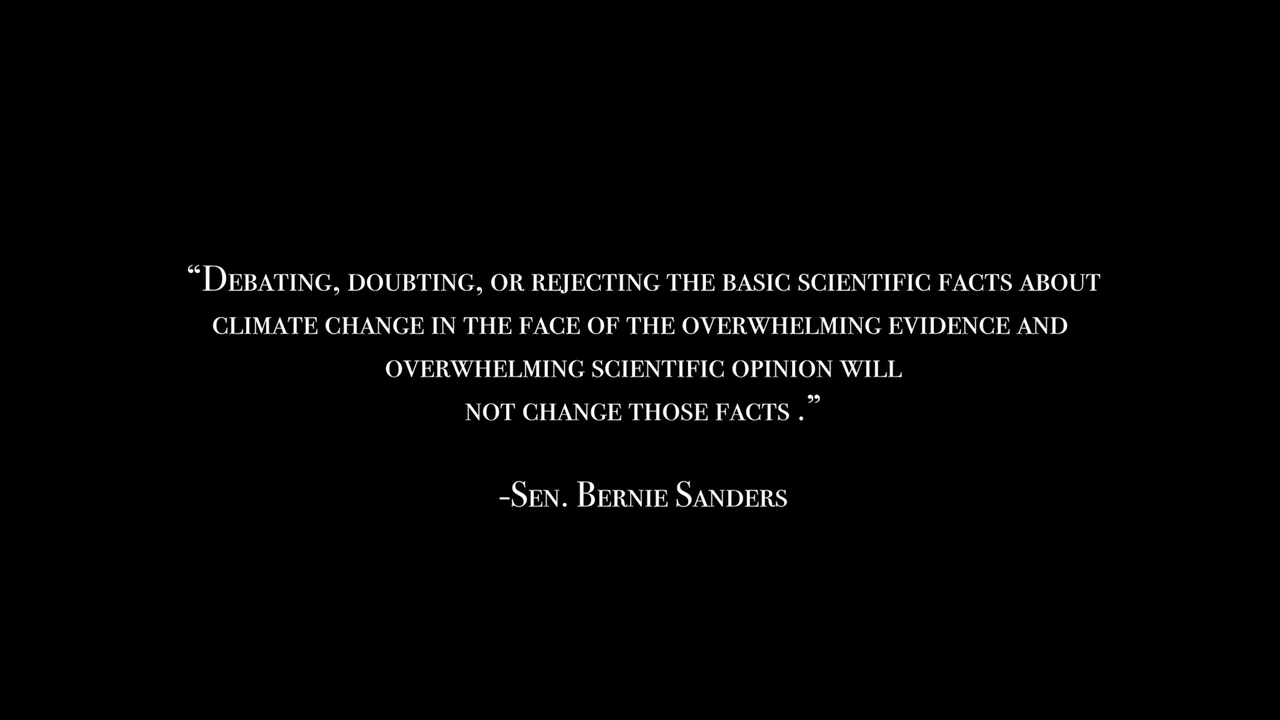 “Debating, doubting, or rejecting the basic scientific facts about
climate change in the face of the overwhelming evidence and
overwhelming scientific opinion will
not change those facts .”
-Sen. Bernie Sanders